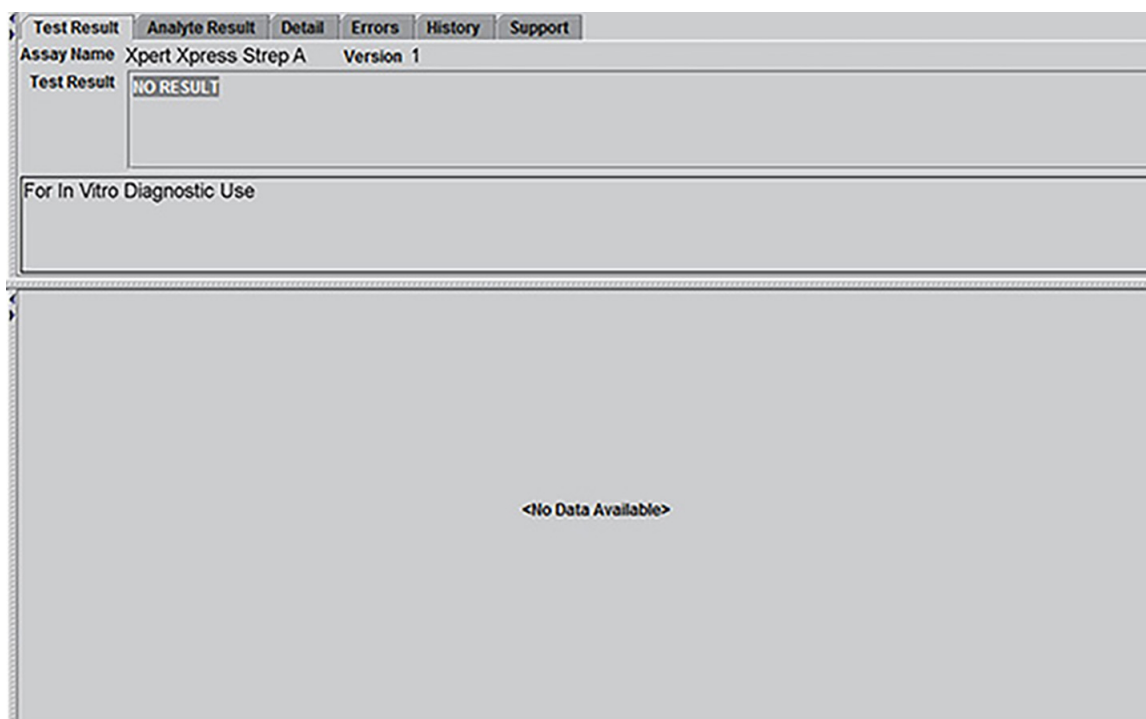 Test Result Analyte Result Detail Errors History Support
Assay Name Xpert Xpress Strep A Version 1
Test Result NO RESULT
For In Vitro Diagnostic Use
<No Data Available>